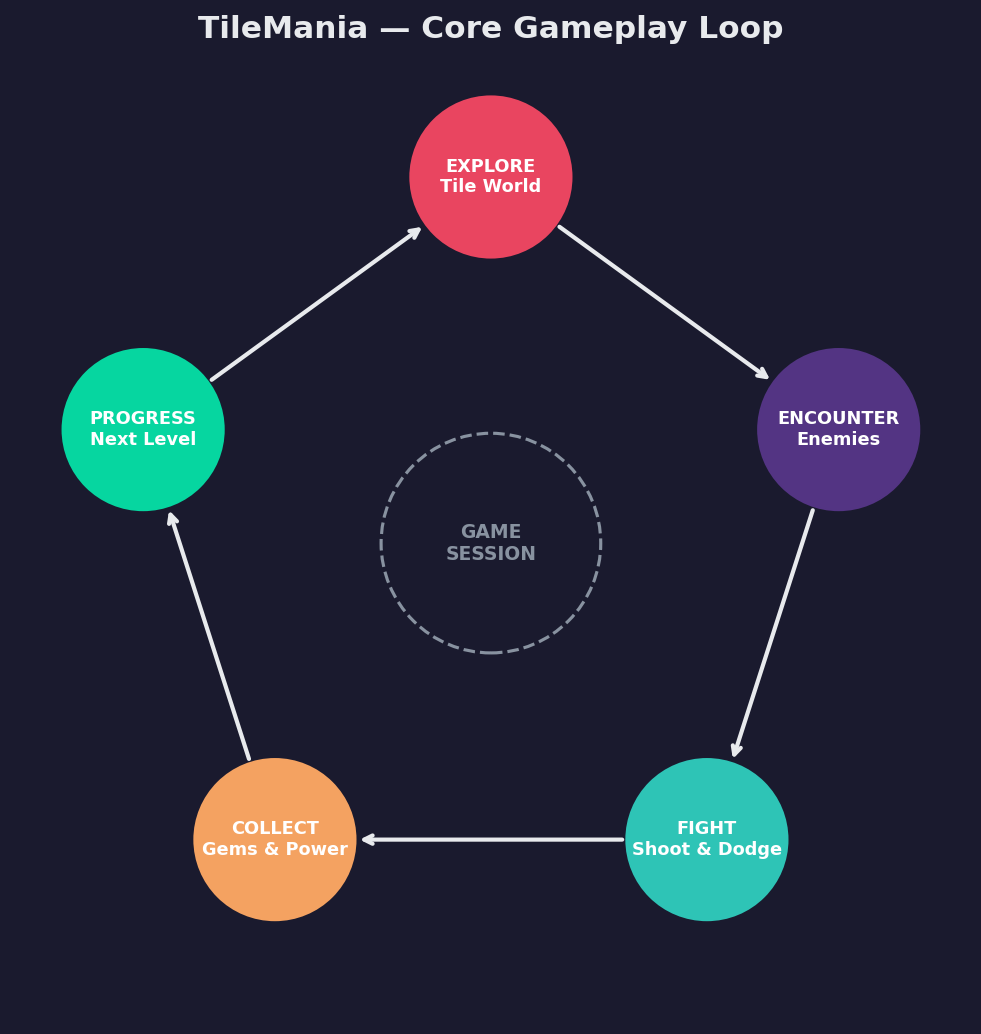 TileMania — Core Gameplay Loop
EXPLORE
Tile World
ENCOUNTER
Enemies
FIGHT
Shoot & Dodge
COLLECT
Gems & Power
PROGRESS
Next Level
GAME
SESSION